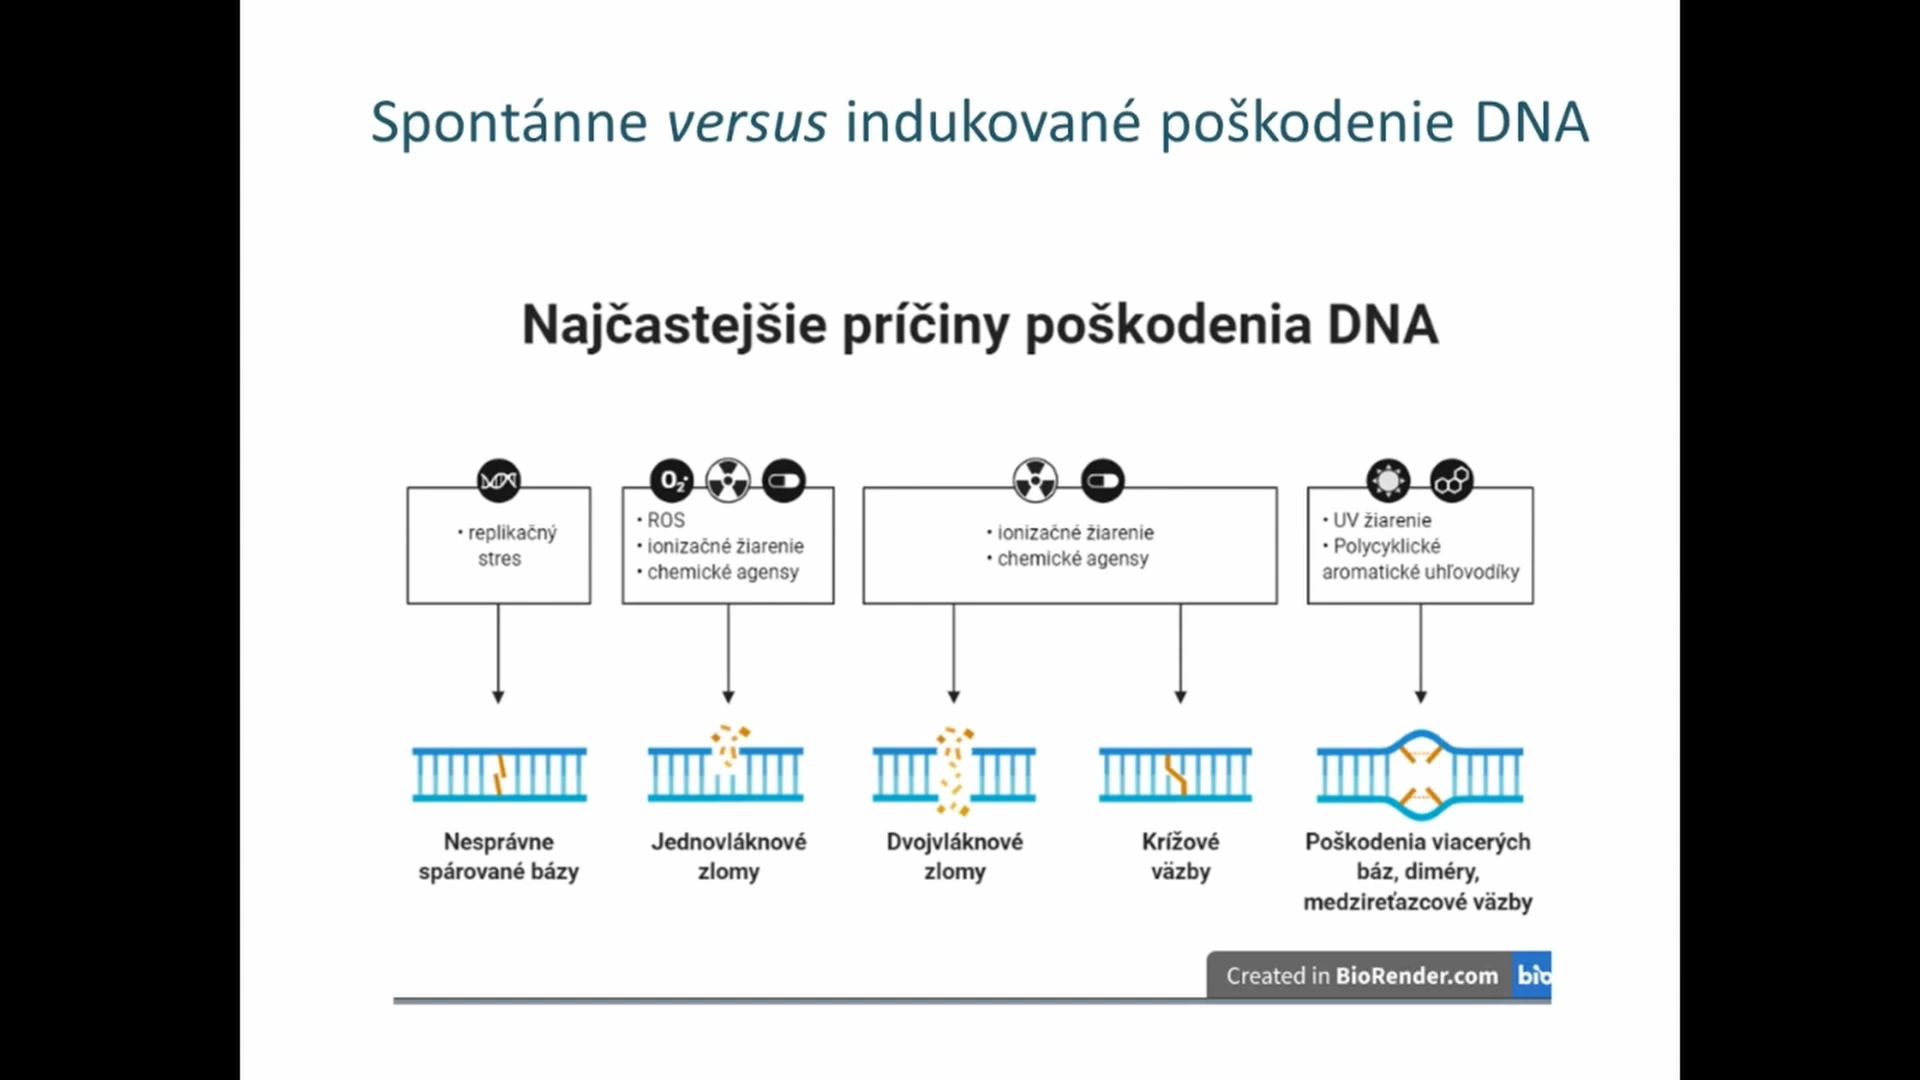 Spontánne versus indukované poškodenie DNA
Najčastejšie príčiny poškodenia DNA
• replikačný
stres
O₂•
• ROS
• ionizačné žiarenie
• chemické agensy
• ionizačné žiarenie
• chemické agensy
• UV žiarenie
• Polycyklické
aromatické uhľovodíky
Nesprávne
spárované bázy
Jednovláknové
zlomy
Dvojvláknové
zlomy
Krížové
väzby
Poškodenia viacerých
báz, diméry,
medzireťazcové väzby
Created in BioRender.com bio